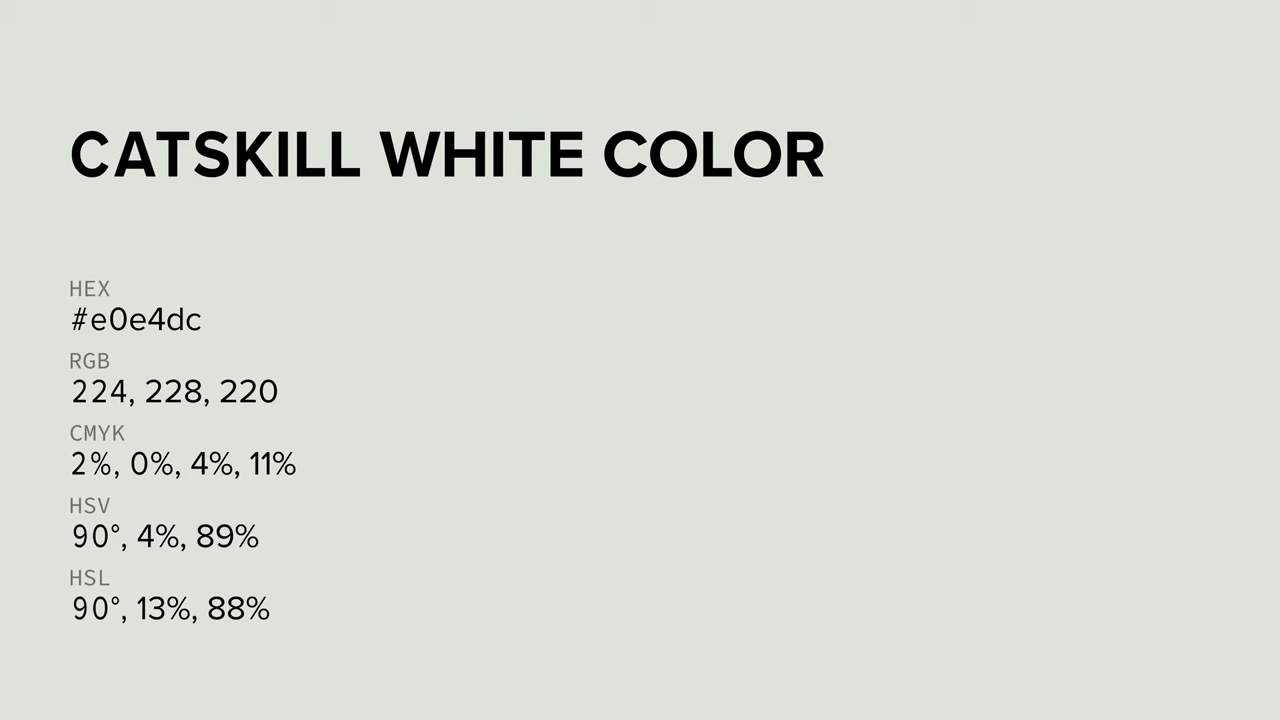 CATSKILL WHITE COLOR
HEX
#e0e4dc
RGB
224, 228, 220
CMYK
2%, 0%, 4%, 11%
HSV
90°, 4%, 89%
HSL
90°, 13%, 88%